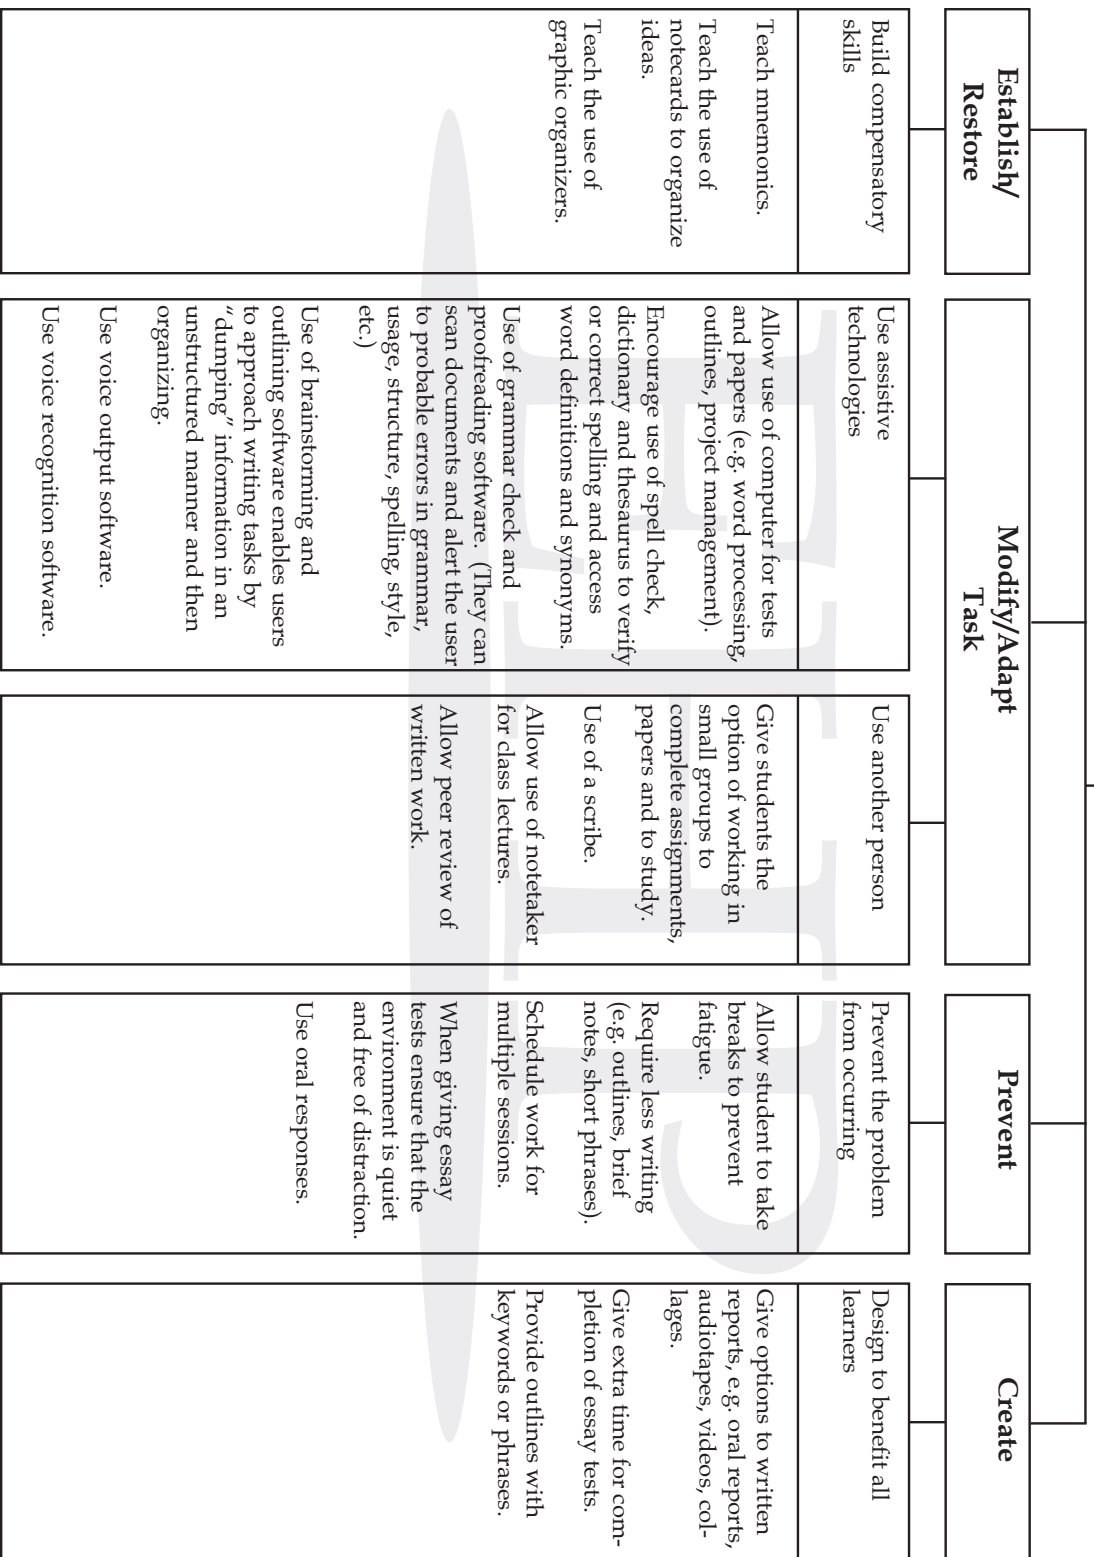 Establish/
Restore
Build compensatory
skills
Teach mnemonics.
Teach the use of
notecards to organize
ideas.
Teach the use of
graphic organizers.
Modify/Adapt
Task
Use assistive
technologies
Allow use of computer for tests
and papers (e.g. word processing,
outlines, project management).
Encourage use of spell check,
dictionary and thesaurus to verify
or correct spelling and access
word definitions and synonyms.
Use of grammar check and
proofreading software. (They can
scan documents and alert the user
to probable errors in grammar,
usage, structure, spelling, style,
etc.)
Use of brainstorming and
outlining software enables users
to approach writing tasks by
“dumping” information in an
unstructured manner and then
organizing.
Use voice output software.
Use voice recognition software.
Use another person
Give students the
option of working in
small groups to
complete assignments,
papers and to study.
Use of a scribe.
Allow use of notetaker
for class lectures.
Allow peer review of
written work.
Prevent
Prevent the problem
from occurring
Allow student to take
breaks to prevent
fatigue.
Require less writing
(e.g. outlines, brief
notes, short phrases).
Schedule work for
multiple sessions.
When giving essay
tests ensure that the
environment is quiet
and free of distraction.
Use oral responses.
Create
Design to benefit all
learners
Give options to written
reports, e.g. oral reports,
audiotapes, videos, col-
lages.
Give extra time for com-
pletion of essay tests.
Provide outlines with
keywords or phrases.
EHP